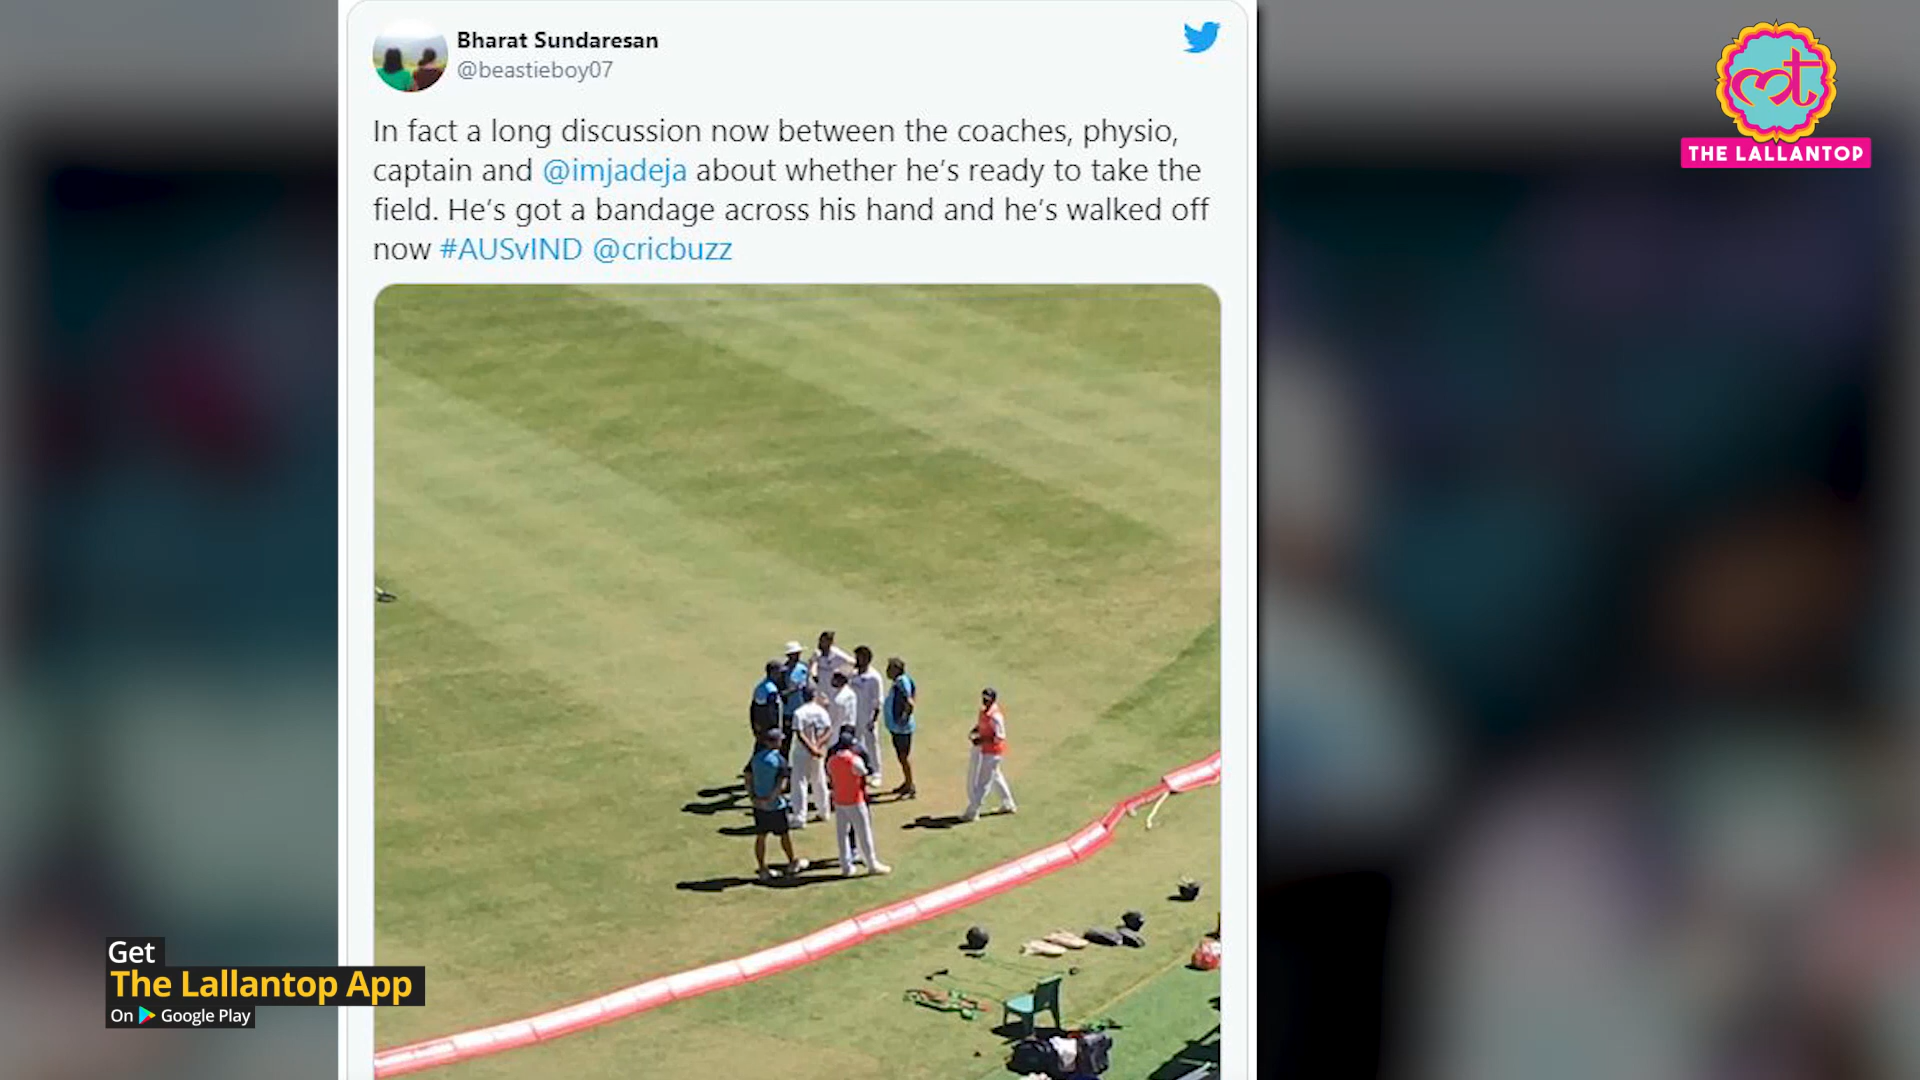 Bharat Sundaresan
@beastieboy07
In fact a long discussion now between the coaches, physio,
captain and @imjadeja about whether he's ready to take the
field. He's got a bandage across his hand and he's walked off
now #AUSvIND @cricbuzz
मत
THE LALLANTOP
Get
The Lallantop App
On Google Play